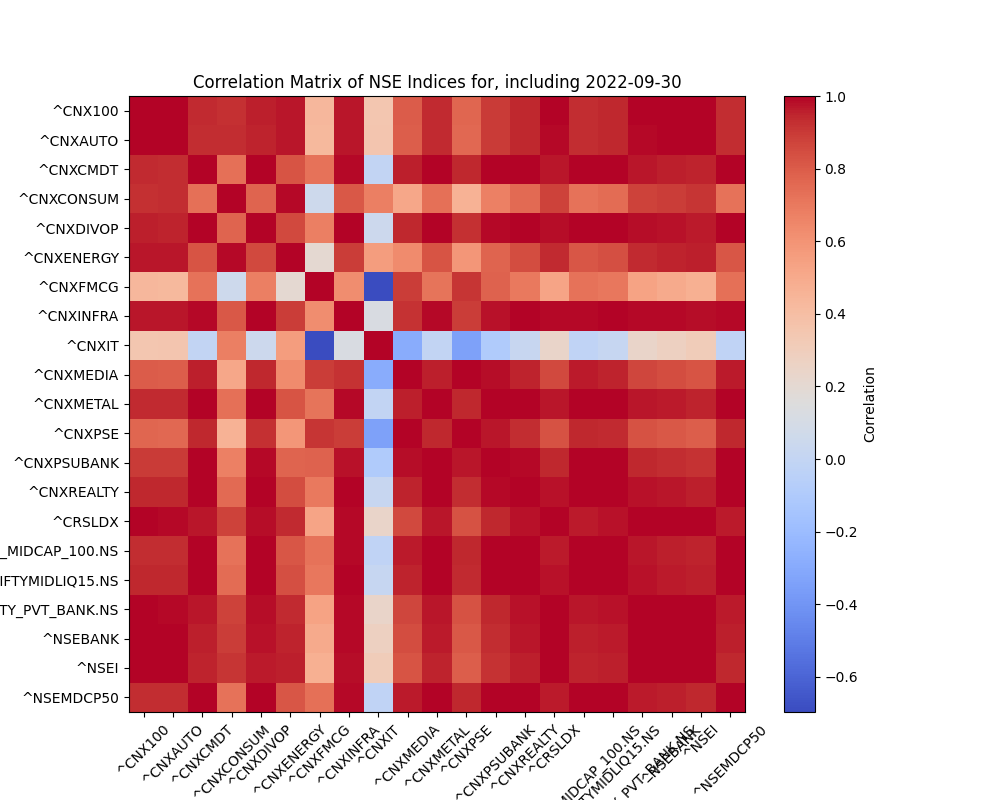 Correlation Matrix of NSE Indices for, including 2022-09-30
^CNX100
^CNXAUTO
^CNXCMDT
^CNXCONSUM
^CNXDIVOP
^CNXENERGY
^CNXFMCG
^CNXINFRA
^CNXIT
^CNXMEDIA
^CNXMETAL
^CNXPSE
^CNXPSUBANK
^CNXREALTY
^CRSLDX
_MIDCAP_100.NS
IFTYMIDLIQ15.NS
TY_PVT_BANK.NS
^NSEBANK
^NSEI
^NSEMDCP50
^CNX100
^CNXAUTO
^CNXCMDT
^CNXCONSUM
^CNXDIVOP
^CNXENERGY
^CNXFMCG
^CNXINFRA
^CNXIT
^CNXMEDIA
^CNXMETAL
^CNXPSE
^CNXPSUBANK
^CNXREALTY
^CRSLDX
MIDCAP_100.NS
TYMIDLIQ15.NS
PVT_BANK.NS
^NSEBANK
^NSEI
^NSEMDCP50
1.0
0.8
0.6
0.4
0.2
0.0
−0.2
−0.4
−0.6
Correlation